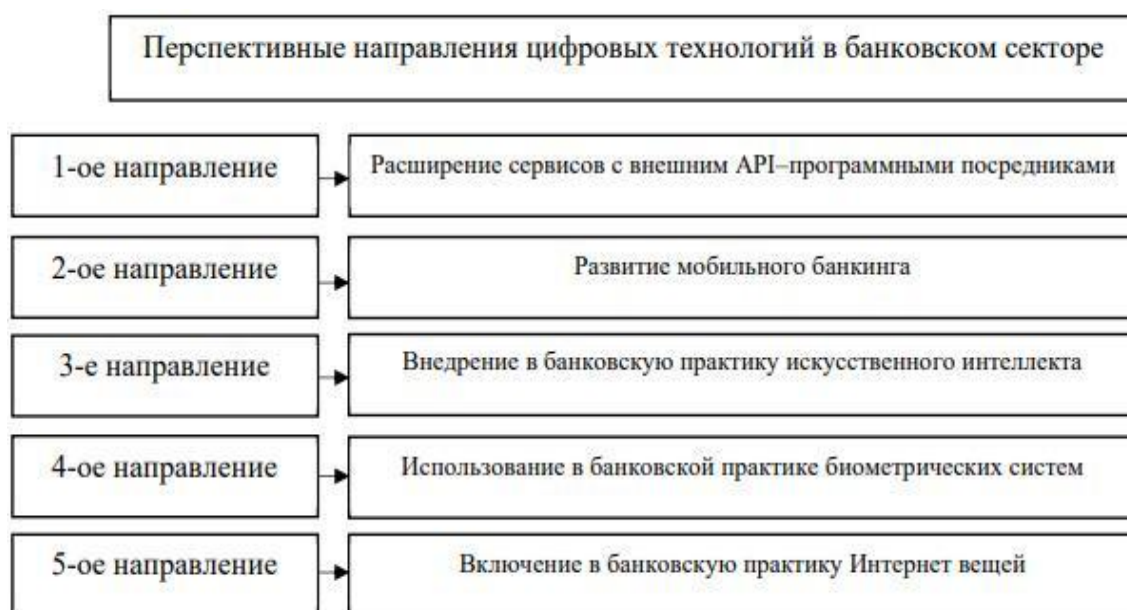 Перспективные направления цифровых технологий в банковском секторе
1-ое направление
Расширение сервисов с внешним API–программными посредниками
2-ое направление
Развитие мобильного банкинга
3-е направление
Внедрение в банковскую практику искусственного интеллекта
4-ое направление
Использование в банковской практике биометрических систем
5-ое направление
Включение в банковскую практику Интернет вещей